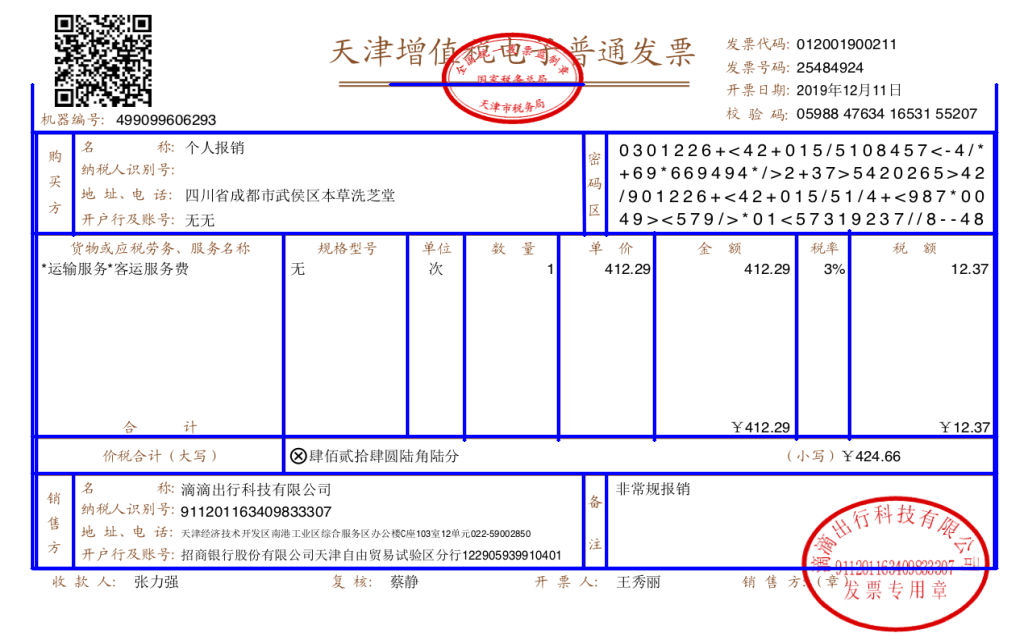 天津增值税电子普通发票
全国统一发票监制章
国家税务总局
天津市税务局
发票代码: 012001900211
发票号码: 25484924
开票日期: 2019年12月11日
校 验 码: 05988 47634 16531 55207
机器编号: 499099606293
购买方
名 称: 个人报销
纳税人识别号:
地 址、电 话: 四川省成都市武侯区本草洗芝堂
开户行及账号: 无无
密码区
0301226+<42+015/5108457<-4/*
+69*669494*/>2+37>5420265>42
/901226+<42+015/51/4+<987*00
49><579/>*01<57319237//8--48
货物或应税劳务、服务名称 规格型号 单位 数 量 单 价 金 额 税率 税 额
*运输服务*客运服务费 无 次 1 412.29 412.29 3% 12.37
合 计 ￥412.29 ￥12.37
价税合计（大写） ⊗肆佰贰拾肆圆陆角陆分 （小写）￥424.66
销售方
名 称: 滴滴出行科技有限公司
纳税人识别号: 911201163409833307
地 址、电 话: 天津经济技术开发区南港工业区综合服务区办公楼C座103室12单元022-59002850
开户行及账号: 招商银行股份有限公司天津自由贸易试验区分行122905939910401
备注
非常规报销
滴滴出行科技有限公司
911201163409833307
发票专用章
收 款 人: 张力强 复 核: 蔡静 开 票 人: 王秀丽 销 售 方:（章）